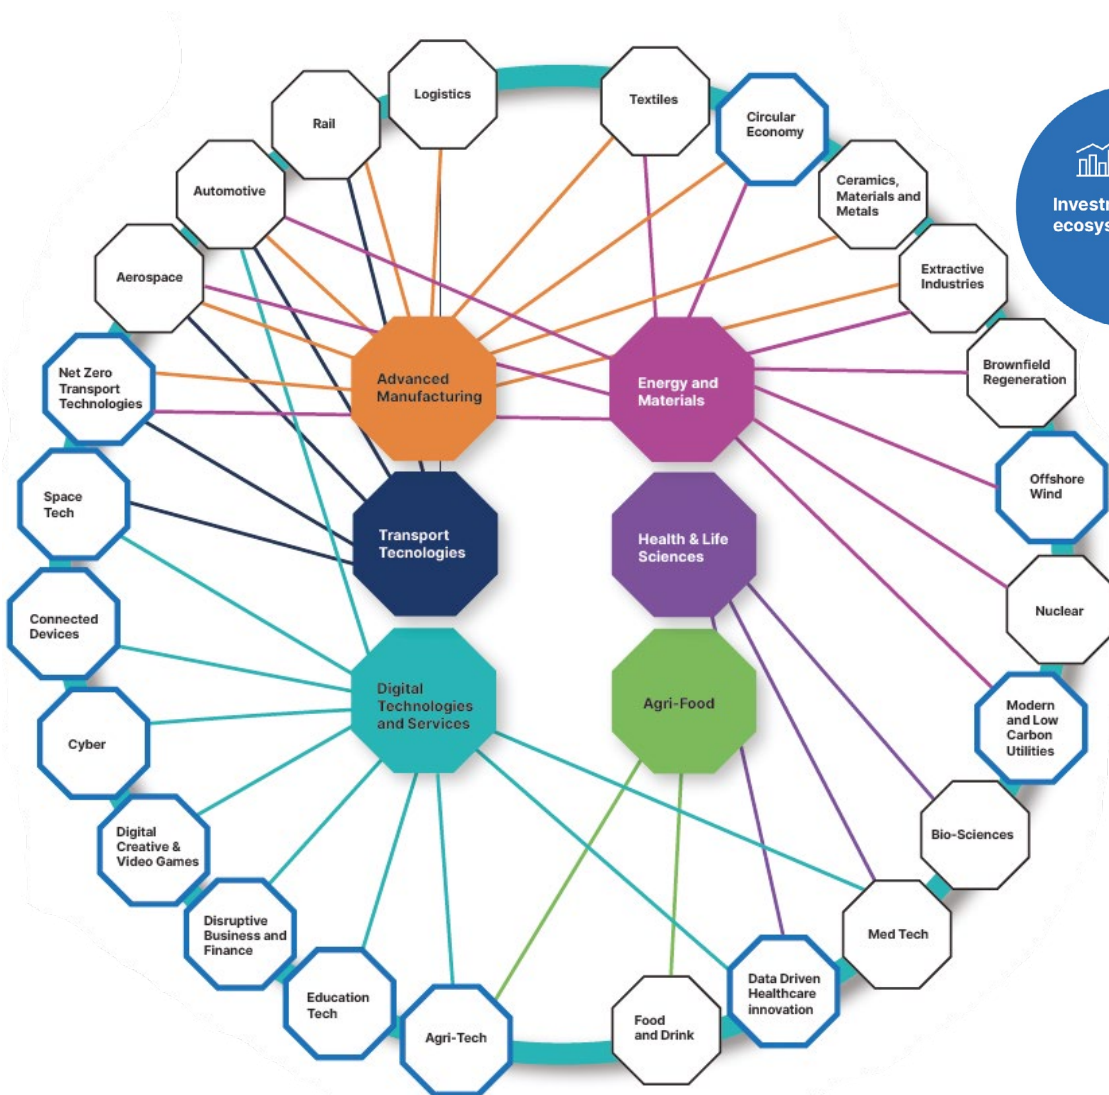 Logistics
Textiles
Rail
Circular
Economy
Automotive
Ceramics,
Materials and
Metals
Investr
ecosys
Aerospace
Extractive
Industries
Net Zero
Transport
Technologies
Advanced
Manufacturing
Energy and
Materials
Brownfield
Regeneration
Space
Tech
Offshore
Wind
Transport
Tecnologies
Health & Life
Sciences
Connected
Devices
Nuclear
Digital
Technologies
and Services
Agri-Food
Modern
and Low
Carbon
Utilities
Cyber
Digital
Creative &
Video Games
Bio-Sciences
Disruptive
Business and
Finance
Med Tech
Education
Tech
Data Driven
Healthcare
innovation
Agri-Tech
Food
and Drink